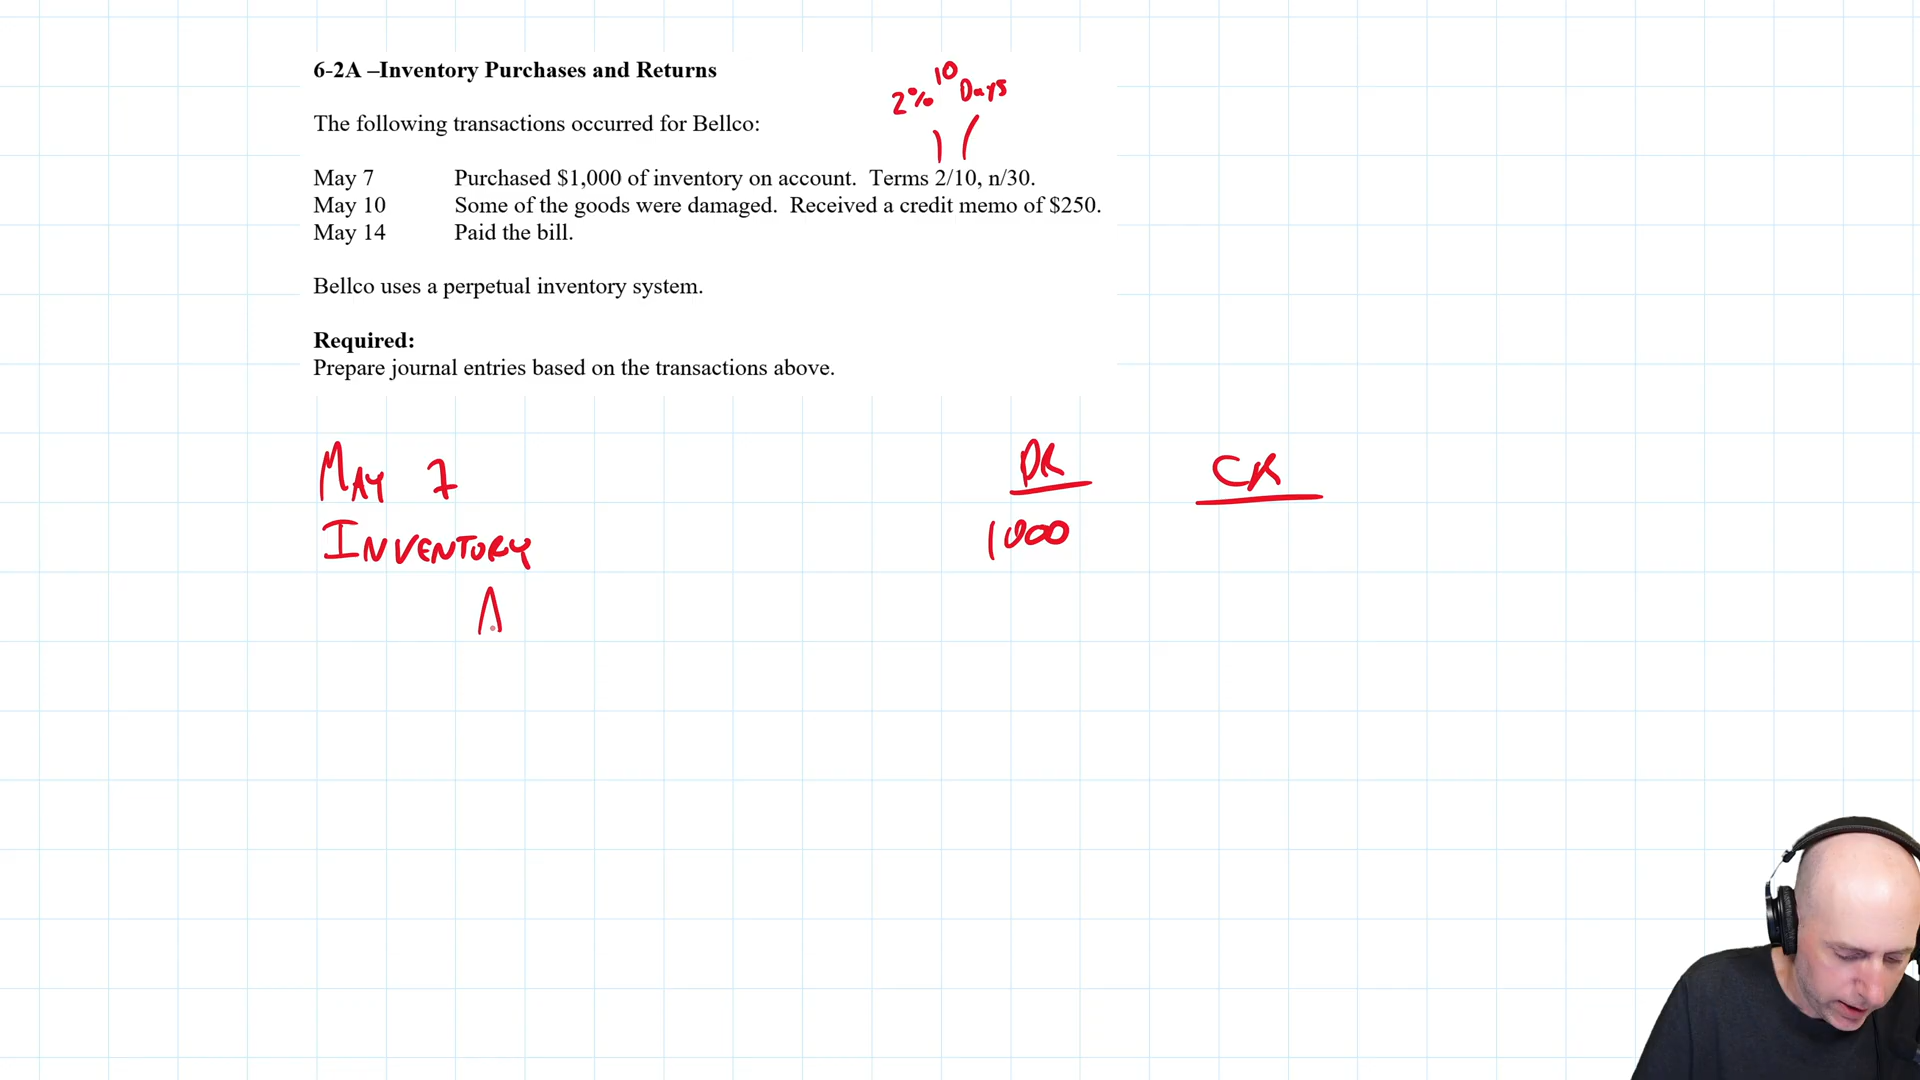 6-2A –Inventory Purchases and Returns
2% 10 Days
The following transactions occurred for Bellco:
May 7 Purchased $1,000 of inventory on account. Terms 2/10, n/30.
May 10 Some of the goods were damaged. Received a credit memo of $250.
May 14 Paid the bill.
Bellco uses a perpetual inventory system.
Required:
Prepare journal entries based on the transactions above.
MAY 7 DR CR
INVENTORY 1000
A